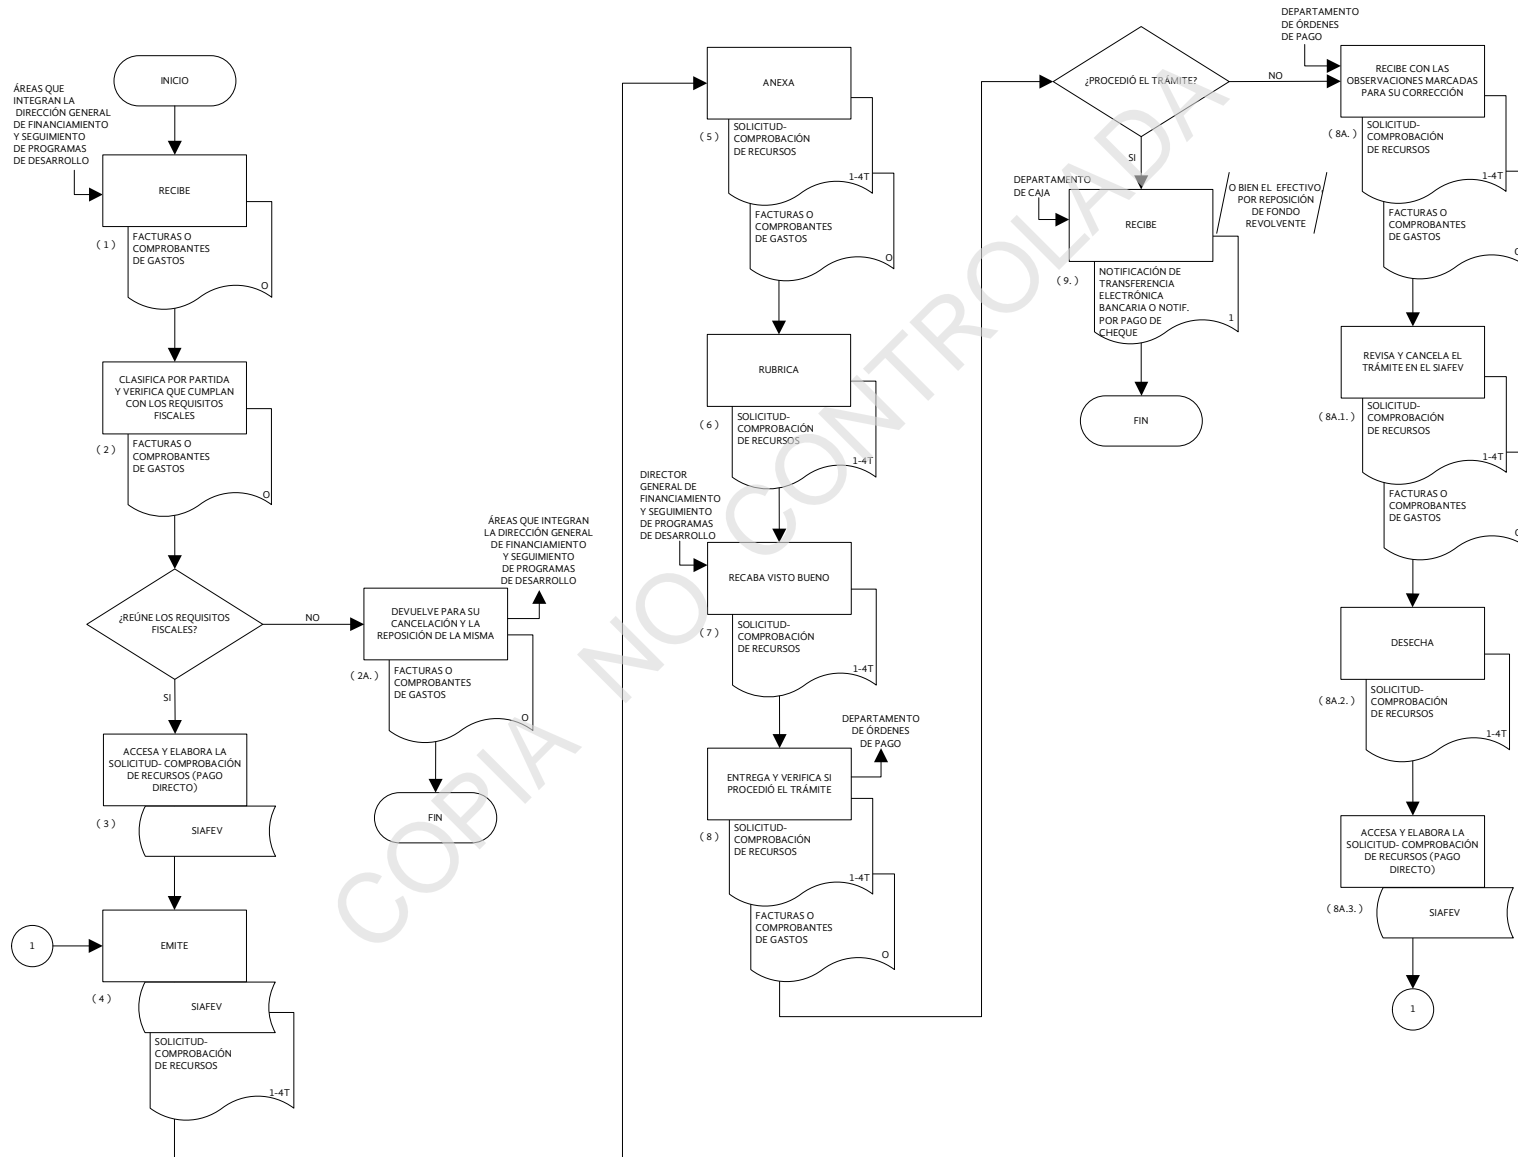 INICIO
ÁREAS QUE
INTEGRAN LA
DIRECCIÓN GENERAL
DE FINANCIAMIENTO
Y SEGUIMIENTO
DE PROGRAMAS
DE DESARROLLO
RECIBE
( 1 )
FACTURAS O
COMPROBANTES
DE GASTOS
O
CLASIFICA POR PARTIDA
Y VERIFICA QUE CUMPLAN
CON LOS REQUISITOS
FISCALES
( 2 )
FACTURAS O
COMPROBANTES
DE GASTOS
O
¿REÚNE LOS REQUISITOS
FISCALES?
NO
SI
ÁREAS QUE INTEGRAN
LA DIRECCIÓN GENERAL
DE FINANCIAMIENTO
Y SEGUIMIENTO
DE PROGRAMAS
DE DESARROLLO
DEVUELVE PARA SU
CANCELACIÓN Y LA
REPOSICIÓN DE LA MISMA
( 2A. )
FACTURAS O
COMPROBANTES
DE GASTOS
O
FIN
ACCESA Y ELABORA LA
SOLICITUD- COMPROBACIÓN
DE RECURSOS (PAGO
DIRECTO)
( 3 )
SIAFEV
1
EMITE
( 4 )
SIAFEV
SOLICITUD-
COMPROBACIÓN
DE RECURSOS
1-4T
ANEXA
( 5 )
SOLICITUD-
COMPROBACIÓN
DE RECURSOS
1-4T
FACTURAS O
COMPROBANTES
DE GASTOS
O
RUBRICA
( 6 )
SOLICITUD-
COMPROBACIÓN
DE RECURSOS
1-4T
DIRECTOR
GENERAL DE
FINANCIAMIENTO
Y SEGUIMIENTO
DE PROGRAMAS
DE DESARROLLO
RECABA VISTO BUENO
( 7 )
SOLICITUD-
COMPROBACIÓN
DE RECURSOS
1-4T
DEPARTAMENTO
DE ÓRDENES
DE PAGO
ENTREGA Y VERIFICA SI
PROCEDIÓ EL TRÁMITE
( 8 )
SOLICITUD-
COMPROBACIÓN
DE RECURSOS
1-4T
FACTURAS O
COMPROBANTES
DE GASTOS
O
¿PROCEDIÓ EL TRÁMITE?
NO
SI
DEPARTAMENTO
DE CAJA
RECIBE
O BIEN EL EFECTIVO,
POR REPOSICIÓN
DE FONDO
REVOLVENTE
( 9. )
NOTIFICACIÓN DE
TRANSFERENCIA
ELECTRÓNICA
BANCARIA O NOTIF.
POR PAGO DE
CHEQUE
1
FIN
DEPARTAMENTO
DE ÓRDENES
DE PAGO
RECIBE CON LAS
OBSERVACIONES MARCADAS
PARA SU CORRECCIÓN
( 8A. )
SOLICITUD-
COMPROBACIÓN
DE RECURSOS
1-4T
FACTURAS O
COMPROBANTES
DE GASTOS
O
REVISA Y CANCELA EL
TRÁMITE EN EL SIAFEV
( 8A.1. )
SOLICITUD-
COMPROBACIÓN
DE RECURSOS
1-4T
FACTURAS O
COMPROBANTES
DE GASTOS
O
DESECHA
( 8A.2. )
SOLICITUD-
COMPROBACIÓN
DE RECURSOS
1-4T
ACCESA Y ELABORA LA
SOLICITUD- COMPROBACIÓN
DE RECURSOS (PAGO
DIRECTO)
( 8A.3. )
SIAFEV
1
COPIA NO CONTROLADA